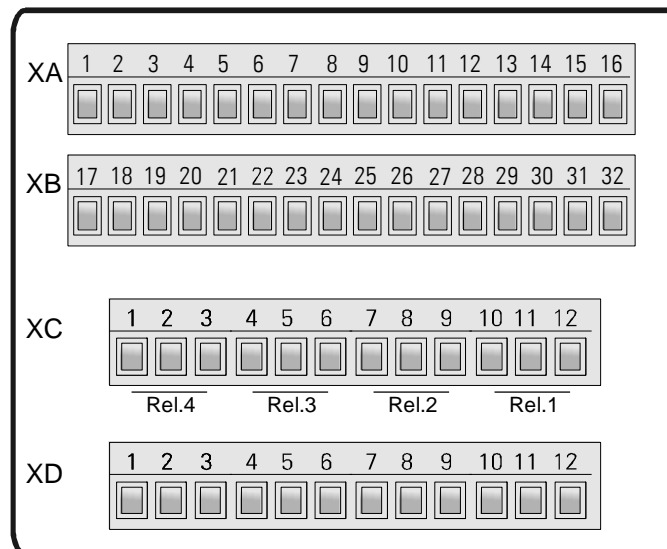 XA 1 2 3 4 5 6 7 8 9 10 11 12 13 14 15 16
XB 17 18 19 20 21 22 23 24 25 26 27 28 29 30 31 32
XC 1 2 3 4 5 6 7 8 9 10 11 12
Rel.4 Rel.3 Rel.2 Rel.1
XD 1 2 3 4 5 6 7 8 9 10 11 12